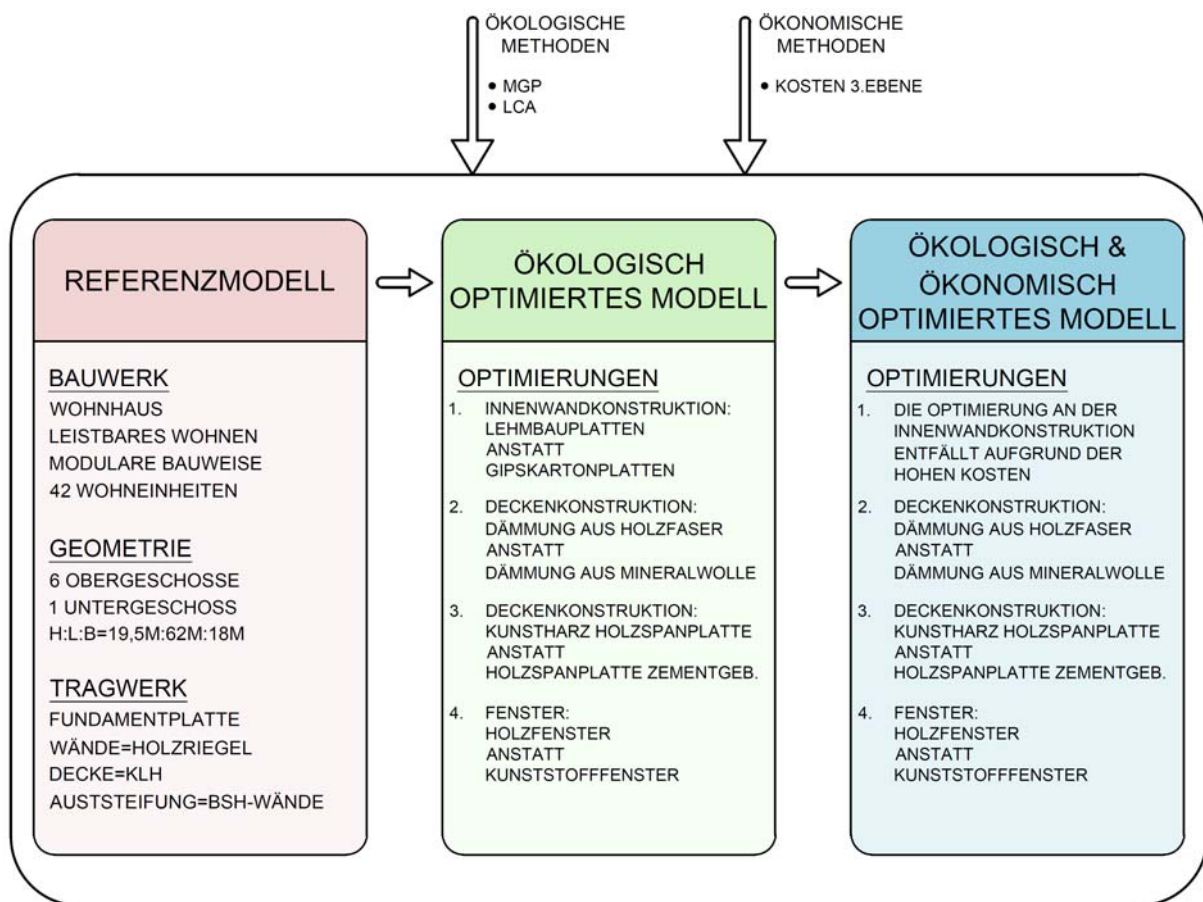 ÖKOLOGISCHE
METHODEN
• MGP
• LCA
ÖKONOMISCHE
METHODEN
• KOSTEN 3.EBENE
REFERENZMODELL
BAUWERK
WOHNHAUS
LEISTBARES WOHNEN
MODULARE BAUWEISE
42 WOHNEINHEITEN
GEOMETRIE
6 OBERGESCHOSSE
1 UNTERGESCHOSS
H:L:B=19,5M:62M:18M
TRAGWERK
FUNDAMENTPLATTE
WÄNDE=HOLZRIEGEL
DECKE=KLH
AUSTSTEIFUNG=BSH-WÄNDE
ÖKOLOGISCH
OPTIMIERTES MODELL
OPTIMIERUNGEN
1. INNENWANDKONSTRUKTION:
LEHMBAUPLATTEN
ANSTATT
GIPSKARTONPLATTEN
2. DECKENKONSTRUKTION:
DÄMMUNG AUS HOLZFASER
ANSTATT
DÄMMUNG AUS MINERALWOLLE
3. DECKENKONSTRUKTION:
KUNSTHARZ HOLZSPANPLATTE
ANSTATT
HOLZSPANPLATTE ZEMENTGEB.
4. FENSTER:
HOLZFENSTER
ANSTATT
KUNSTSTOFFFENSTER
ÖKOLOGISCH &
ÖKONOMISCH
OPTIMIERTES MODELL
OPTIMIERUNGEN
1. DIE OPTIMIERUNG AN DER
INNENWANDKONSTRUKTION
ENTFÄLLT AUFGRUND DER
HOHEN KOSTEN
2. DECKENKONSTRUKTION:
DÄMMUNG AUS HOLZFASER
ANSTATT
DÄMMUNG AUS MINERALWOLLE
3. DECKENKONSTRUKTION:
KUNSTHARZ HOLZSPANPLATTE
ANSTATT
HOLZSPANPLATTE ZEMENTGEB.
4. FENSTER:
HOLZFENSTER
ANSTATT
KUNSTSTOFFFENSTER